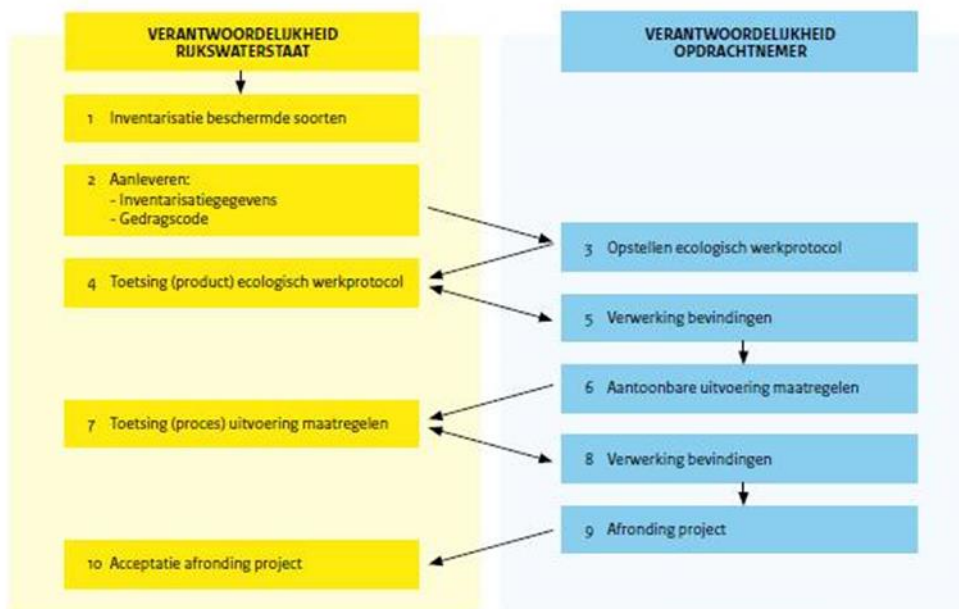 VERANTWOORDELIJKHEID
RIJKSWATERSTAAT
VERANTWOORDELIJKHEID
OPDRACHTNEMER
1 Inventarisatie beschermde soorten
2 Aanleveren:
- Inventarisatiegegevens
- Gedragscode
3 Opstellen ecologisch werkprotocol
4 Toetsing (product) ecologisch werkprotocol
5 Verwerking bevindingen
6 Aantoonbare uitvoering maatregelen
7 Toetsing (proces) uitvoering maatregelen
8 Verwerking bevindingen
9 Afronding project
10 Acceptatie afronding project